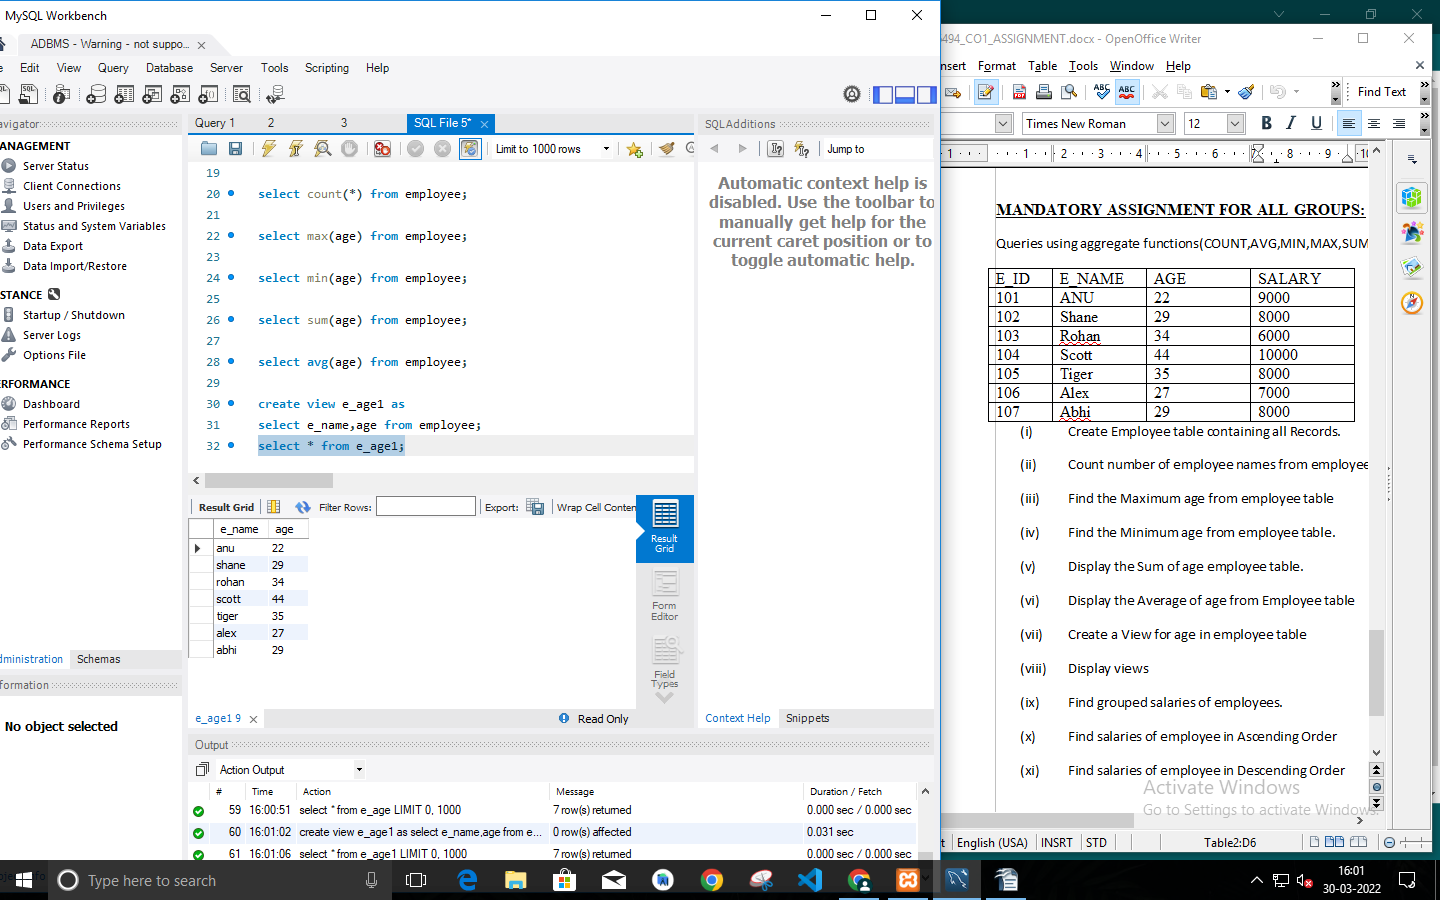 MySQL Workbench
ADBMS - Warning - not suppo...
Edit View Query Database Server Tools Scripting Help
Query 1 2 3 SQL File 5*
Limit to 1000 rows
19
20 select count(*) from employee;
21
22 select max(age) from employee;
23
24 select min(age) from employee;
25
26 select sum(age) from employee;
27
28 select avg(age) from employee;
29
30 create view e_age1 as
31 select e_name,age from employee;
32 select * from e_age1;
avigator
ANAGEMENT
Server Status
Client Connections
Users and Privileges
Status and System Variables
Data Export
Data Import/Restore
STANCE
Startup / Shutdown
Server Logs
Options File
RFORMANCE
Dashboard
Performance Reports
Performance Schema Setup
dministration Schemas
formation
No object selected
Result Grid Filter Rows: Export: Wrap Cell Conten
e_name age
anu 22
shane 29
rohan 34
scott 44
tiger 35
alex 27
abhi 29
Result
Grid
Form
Editor
Field
Types
e_age1 9
Read Only
SQLAdditions
Jump to
Automatic context help is
disabled. Use the toolbar to
manually get help for the
current caret position or to
toggle automatic help.
Context Help Snippets
Output
Action Output
# Time Action Message Duration / Fetch
59 16:00:51 select * from e_age LIMIT 0, 1000 7 row(s) returned 0.000 sec / 0.000 sec
60 16:01:02 create view e_age1 as select e_name,age from e... 0 row(s) affected 0.031 sec
61 16:01:06 select * from e_age1 LIMIT 0, 1000 7 row(s) returned 0.000 sec / 0.000 sec
494_CO1_ASSIGNMENT.docx - OpenOffice Writer
nsert Format Table Tools Window Help
Find Text
Times New Roman 12 B I U
1 1 2 3 4 5 6 7 8 9 10
MANDATORY ASSIGNMENT FOR ALL GROUPS:
Queries using aggregate functions(COUNT,AVG,MIN,MAX,SUM
E_ID E_NAME AGE SALARY
101 ANU 22 9000
102 Shane 29 8000
103 Rohan 34 6000
104 Scott 44 10000
105 Tiger 35 8000
106 Alex 27 7000
107 Abhi 29 8000
(i) Create Employee table containing all Records.
(ii) Count number of employee names from employee
(iii) Find the Maximum age from employee table
(iv) Find the Minimum age from employee table.
(v) Display the Sum of age employee table.
(vi) Display the Average of age from Employee table
(vii) Create a View for age in employee table
(viii) Display views
(ix) Find grouped salaries of employees.
(x) Find salaries of employee in Ascending Order
(xi) Find salaries of employee in Descending Order
Activate Windows
Go to Settings to activate Windows.
English (USA) INSRT STD Table2:D6
Type here to search
16:01
30-03-2022